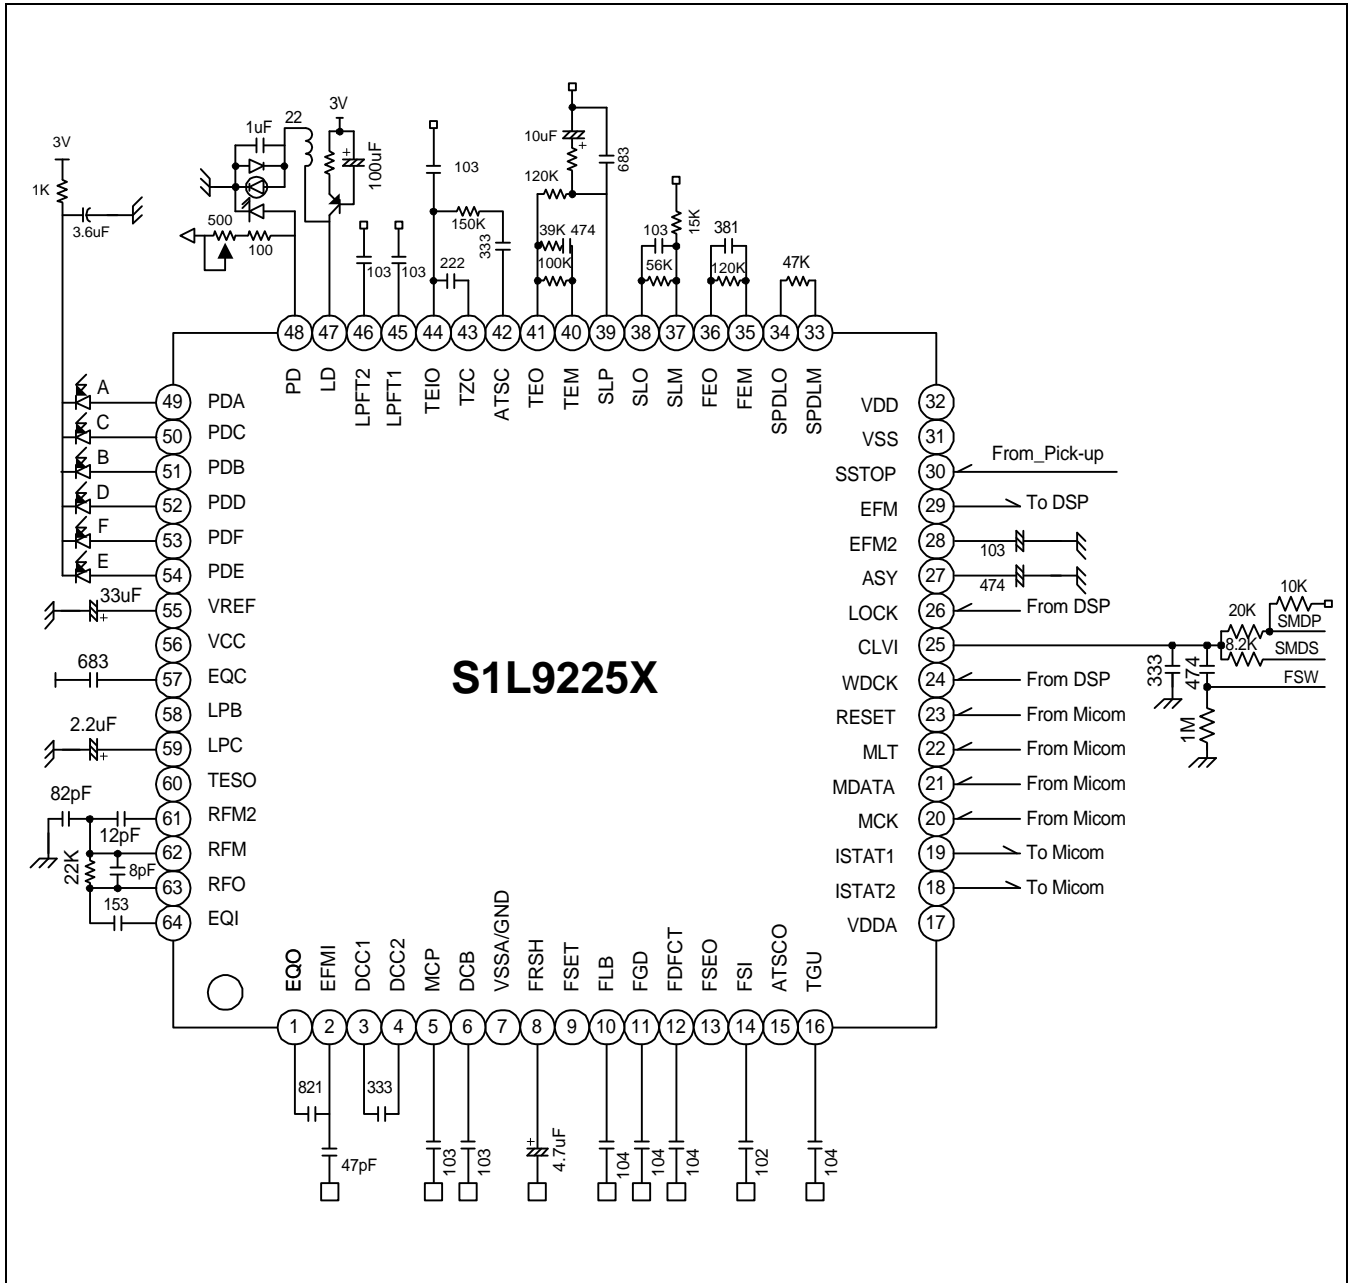 3V
1K
3.6uF
1uF
22
3V
100uF
500
100
103
103
103
150K
222
333
10uF
683
120K
39K 474
100K
103
15K
56K
381
120K
47K
48 47 46 45 44 43 42 41 40 39 38 37 36 35 34 33
PD
LD
LPFT2
LPFT1
TEIO
TZC
ATSC
TEO
TEM
SLP
SLO
SLM
FEO
FEM
SPDLO
SPDLM
A 49 PDA
C 50 PDC
B 51 PDB
D 52 PDD
F 53 PDF
E 54 PDE
33uF + 55 VREF
56 VCC
683 57 EQC
58 LPB
2.2uF + 59 LPC
60 TESO
82pF
12pF
61 RFM2
62 RFM
22K
8pF
63 RFO
153
64 EQI
S1L9225X
VDD 32
VSS 31
SSTOP 30 From_Pick-up
EFM 29 To DSP
EFM2 28 103
ASY 27 474
LOCK 26 From DSP
CLVI 25
10K
20K
SMDP
8.2K
SMDS
333
474
FSW
1M
WDCK 24 From DSP
RESET 23 From Micom
MLT 22 From Micom
MDATA 21 From Micom
MCK 20 From Micom
ISTAT1 19 To Micom
ISTAT2 18 To Micom
VDDA 17
EQO
EFMI
DCC1
DCC2
MCP
DCB
VSSA/GND
FRSH
FSET
FLB
FGD
FDFCT
FSEO
FSI
ATSCO
TGU
1 2 3 4 5 6 7 8 9 10 11 12 13 14 15 16
821
333
47pF
103
103
+
4.7uF
104
104
104
102
104